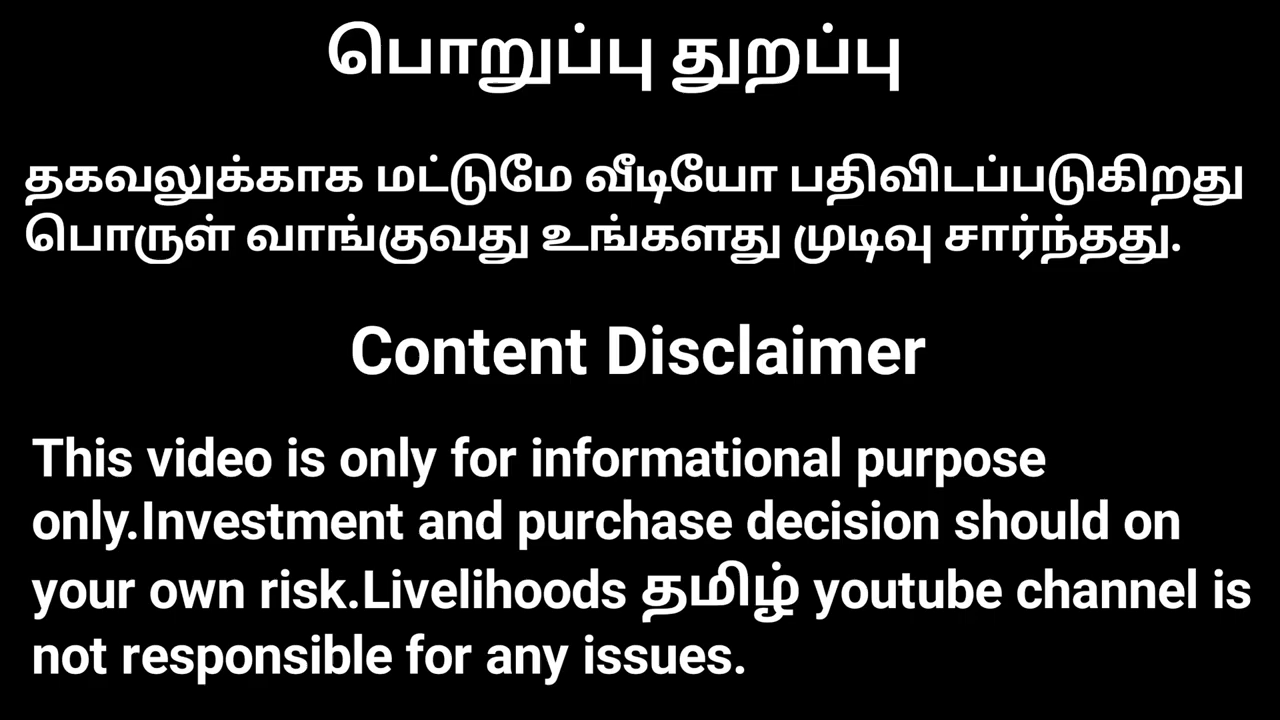 பொறுப்பு துறப்பு
தகவலுக்காக மட்டுமே வீடியோ பதிவிடப்படுகிறது
பொருள் வாங்குவது உங்களது முடிவு சார்ந்தது.
Content Disclaimer
This video is only for informational purpose
only.Investment and purchase decision should on
your own risk.Livelihoods தமிழ் youtube channel is
not responsible for any issues.